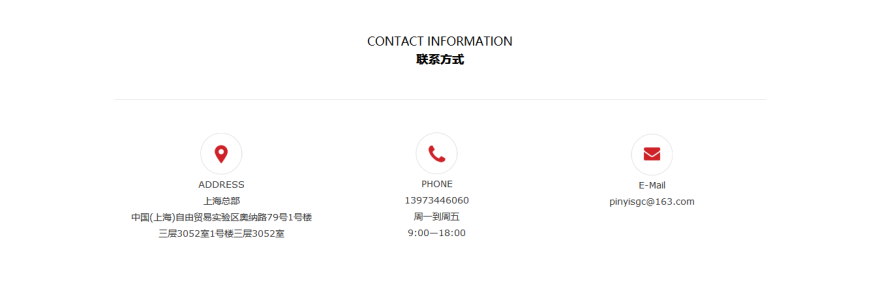 CONTACT INFORMATION
联系方式
ADDRESS
上海总部
中国(上海)自由贸易实验区奥纳路79号1号楼
三层3052室1号楼三层3052室
PHONE
13973446060
周一到周五
9:00—18:00
E-Mail
pinyisgc@163.com